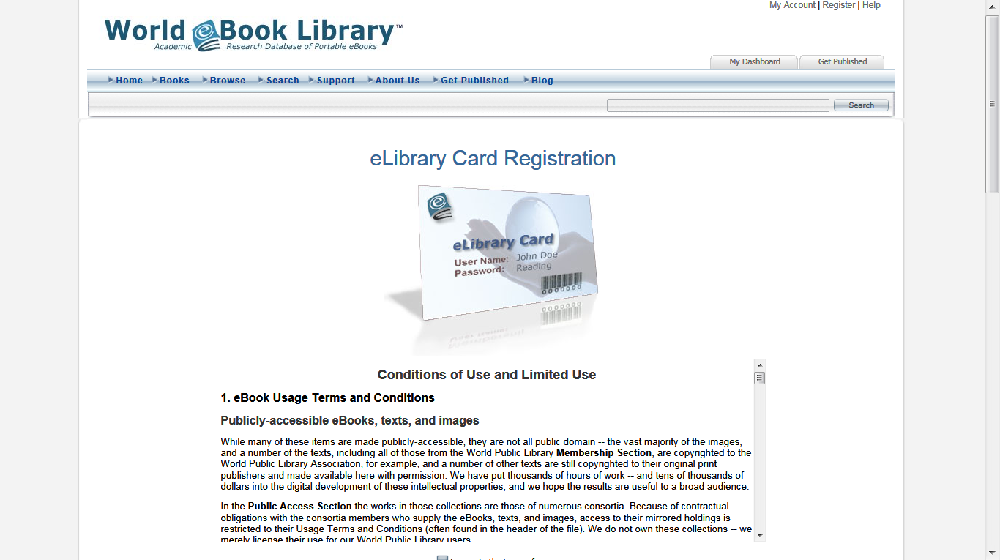 My Account | Register | Help
World eBook Library™
Academic Research Database of Portable eBooks
My Dashboard Get Published
Home Books Browse Search Support About Us Get Published Blog
Search
eLibrary Card Registration
e
eLibrary Card
User Name: John Doe
Password: Reading
0000000
Conditions of Use and Limited Use
1. eBook Usage Terms and Conditions
Publicly-accessible eBooks, texts, and images
While many of these items are made publicly-accessible, they are not all public domain -- the vast majority of the images,
and a number of the texts, including all of those from the World Public Library Membership Section, are copyrighted to the
World Public Library Association, for example, and a number of other texts are still copyrighted to their original print
publishers and made available here with permission. We have put thousands of hours of work -- and tens of thousands of
dollars into the digital development of these intellectual properties, and we hope the results are useful to a broad audience.
In the Public Access Section the works in those collections are those of numerous consortia. Because of contractual
obligations with the consortia members who supply the eBooks, texts, and images, access to their mirrored holdings is
restricted to their Usage Terms and Conditions (often found in the header of the file). We do not own these collections -- we
merely license their use for our World Public Library users.